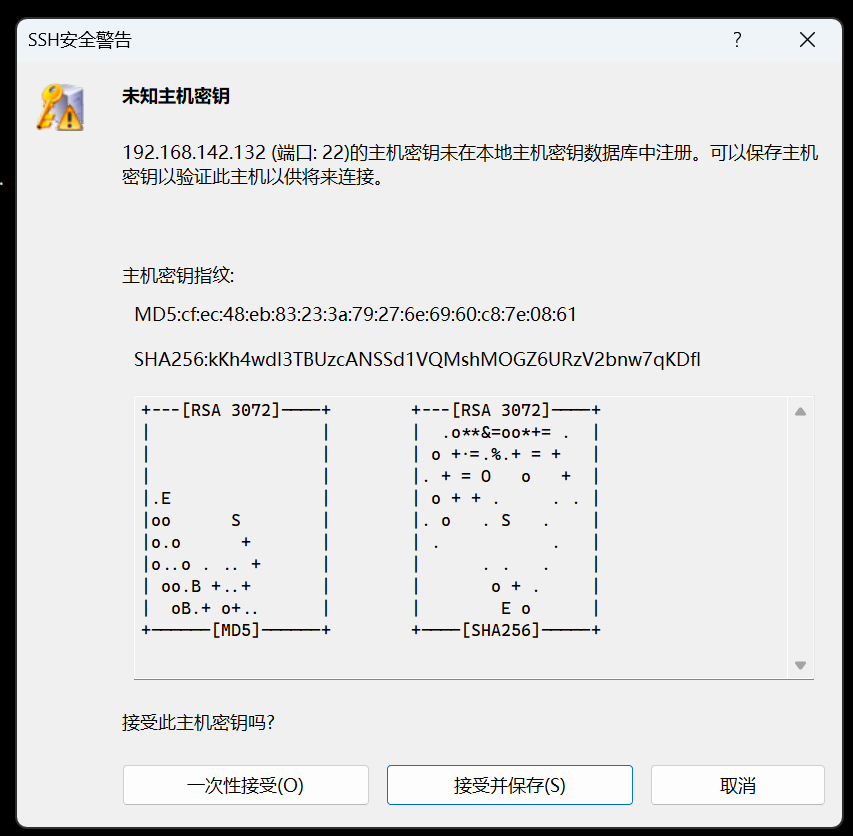 SSH安全警告
?
未知主机密钥
192.168.142.132 (端口: 22)的主机密钥未在本地主机密钥数据库中注册。可以保存主机
密钥以验证此主机以供将来连接。
主机密钥指纹:
MD5:cf:ec:48:eb:83:23:3a:79:27:6e:69:60:c8:7e:08:61
SHA256:kKh4wdI3TBUzcANSSd1VQMshMOGZ6URzV2bnw7qKDfI
+---[RSA 3072]────+        +---[RSA 3072]────+
|                 |        |  .o**&=oo*+= .  |
|                 |        | o +·=.%.+ = +   |
|                 |        |. + = O   o   +  |
|.E               |        | o + + .     . . |
|oo      S        |        |. o   . S   .    |
|o.o      +       |        | .           .   |
|o..o . .. +      |        |      . .   .    |
| oo.B +..+       |        |       o + .     |
|  oB.+ o+..      |        |        E o      |
+──────[MD5]──────+        +────[SHA256]─────+
接受此主机密钥吗?
一次性接受(O) 接受并保存(S) 取消